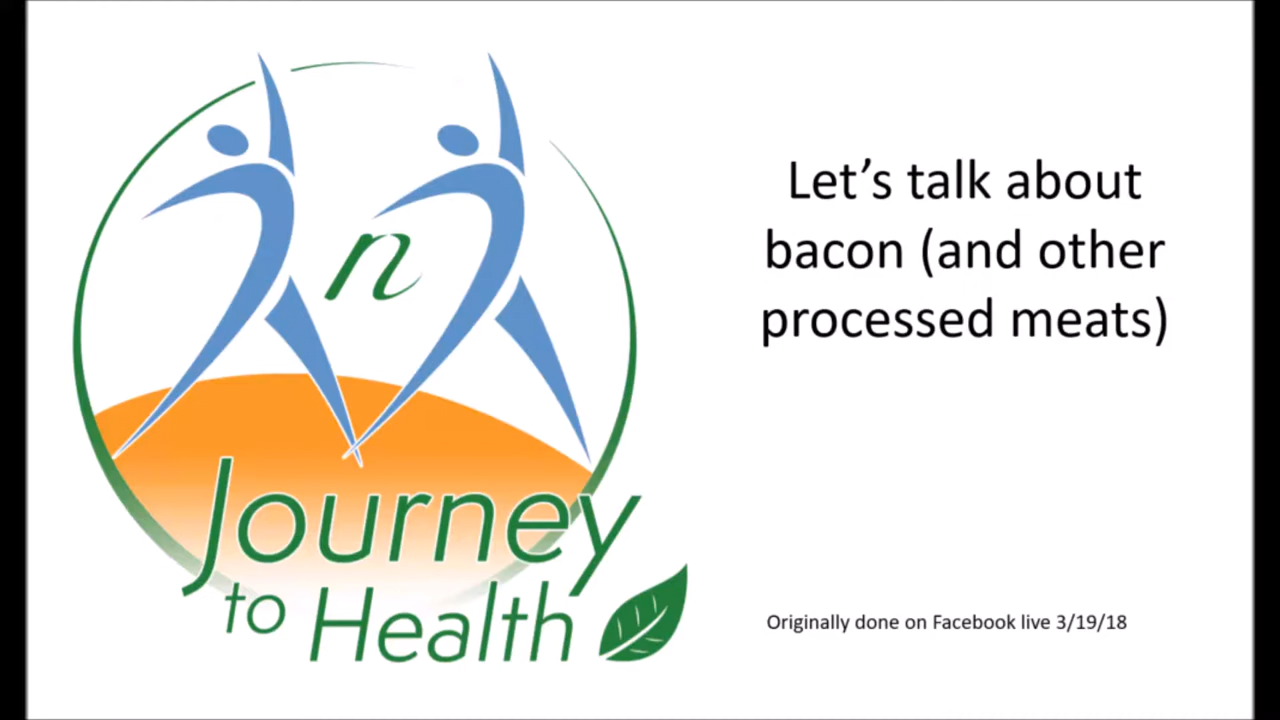 n
Journey
to Health
Let’s talk about
bacon (and other
processed meats)
Originally done on Facebook live 3/19/18